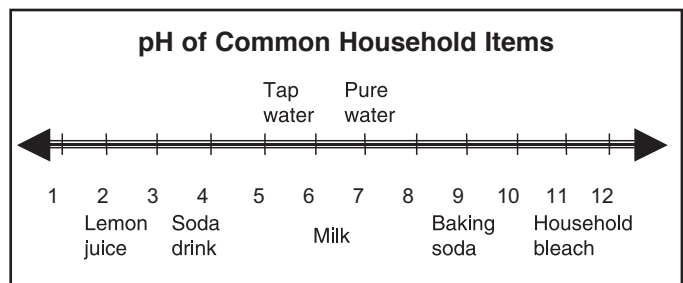 pH of Common Household Items
Tap water
Pure water
1 2 3 4 5 6 7 8 9 10 11 12
Lemon juice
Soda drink
Milk
Baking soda
Household bleach